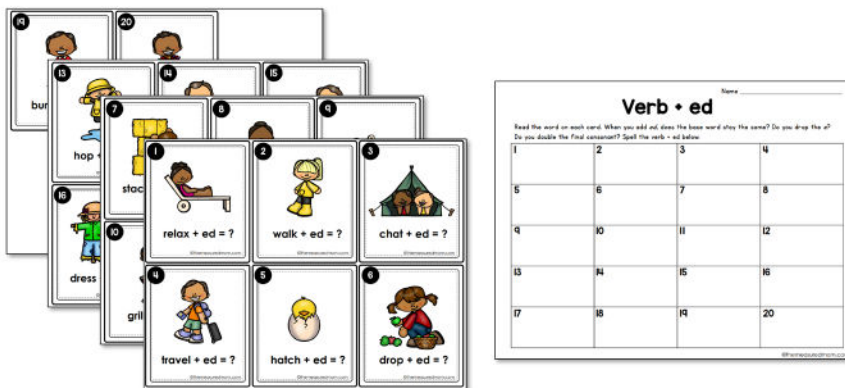 19
20
13
14
15
hop +
16
dress
7
8
9
stac
10
gril
1
relax + ed = ?
2
walk + ed = ?
3
chat + ed = ?
4
travel + ed = ?
5
hatch + ed = ?
6
drop + ed = ?
©themeasuredmom.com
Name
Verb + ed
Read the word on each card. When you add ed, does the base word stay the same? Do you drop the e?
Do you double the final consonant? Spell the verb + ed below.
1 2 3 4
5 6 7 8
9 10 11 12
13 14 15 16
17 18 19 20
©themeasuredmom.com